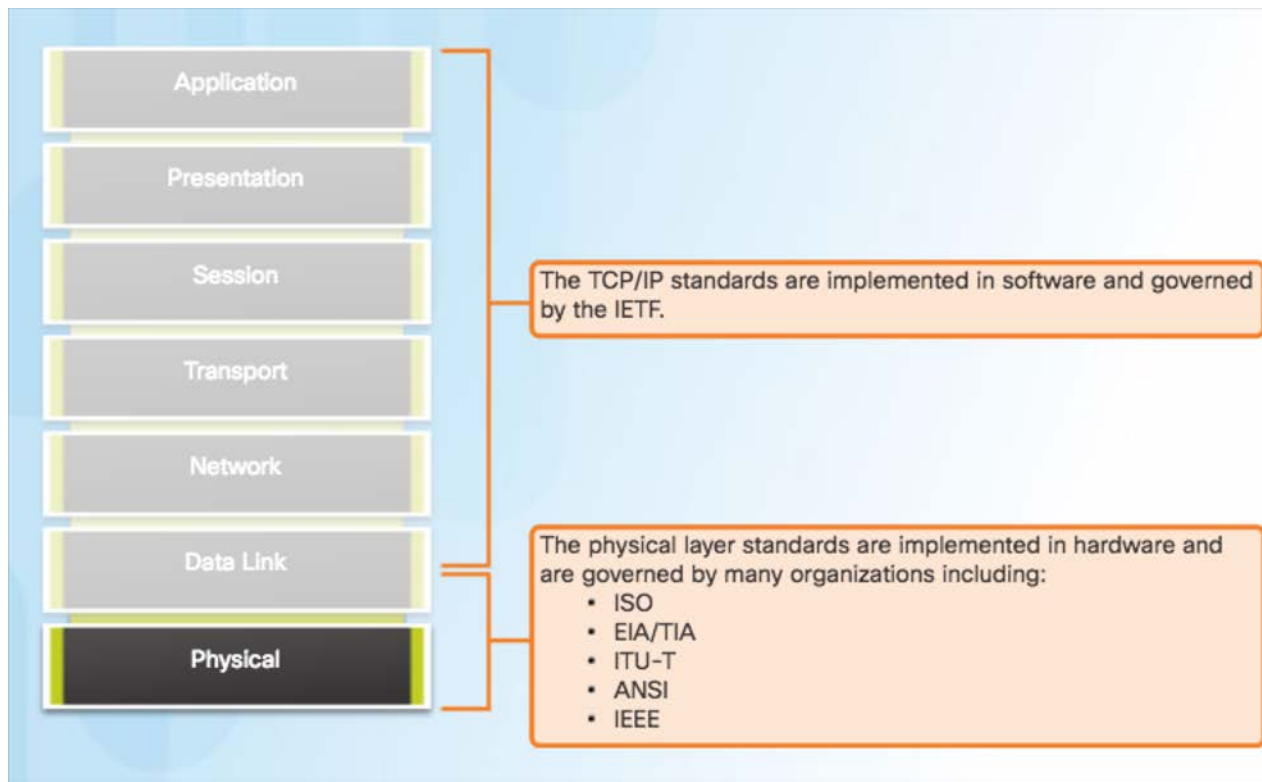 Application
Presentation
Session
Transport
Network
Data Link
Physical
The TCP/IP standards are implemented in software and governed
by the IETF.
The physical layer standards are implemented in hardware and
are governed by many organizations including:
• ISO
• EIA/TIA
• ITU-T
• ANSI
• IEEE